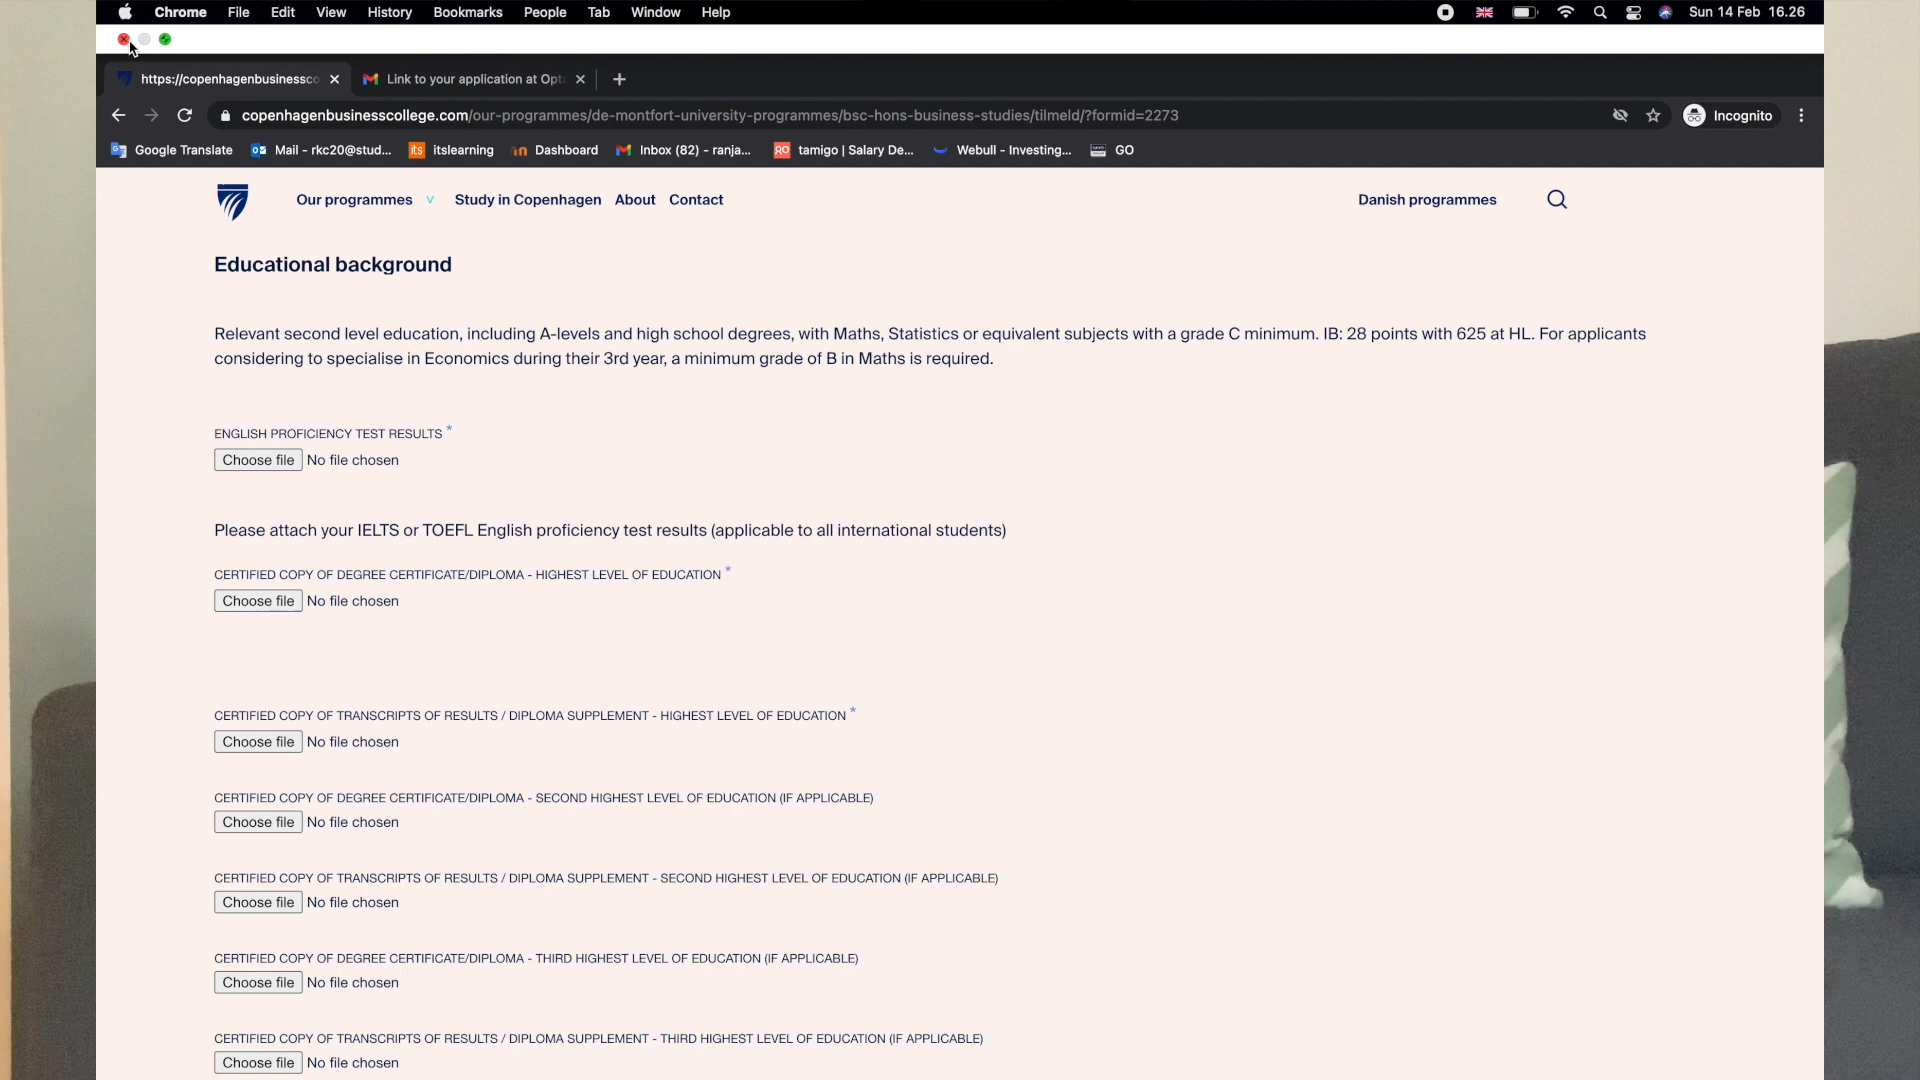 Chrome File Edit View History Bookmarks People Tab Window Help Sun 14 Feb 16.26
https://copenhagenbusinessco Link to your application at Opt
copenhagenbusinesscollege.com/our-programmes/de-montfort-university-programmes/bsc-hons-business-studies/tilmeld/?formid=2273 Incognito
Google Translate Mail - rkc20@stud... its itslearning Dashboard Inbox (82) - ranja... RO tamigo | Salary De... Webull - Investing... GO
Our programmes Study in Copenhagen About Contact Danish programmes
Educational background
Relevant second level education, including A-levels and high school degrees, with Maths, Statistics or equivalent subjects with a grade C minimum. IB: 28 points with 625 at HL. For applicants
considering to specialise in Economics during their 3rd year, a minimum grade of B in Maths is required.
ENGLISH PROFICIENCY TEST RESULTS *
Choose file No file chosen
Please attach your IELTS or TOEFL English proficiency test results (applicable to all international students)
CERTIFIED COPY OF DEGREE CERTIFICATE/DIPLOMA - HIGHEST LEVEL OF EDUCATION *
Choose file No file chosen
CERTIFIED COPY OF TRANSCRIPTS OF RESULTS / DIPLOMA SUPPLEMENT - HIGHEST LEVEL OF EDUCATION *
Choose file No file chosen
CERTIFIED COPY OF DEGREE CERTIFICATE/DIPLOMA - SECOND HIGHEST LEVEL OF EDUCATION (IF APPLICABLE)
Choose file No file chosen
CERTIFIED COPY OF TRANSCRIPTS OF RESULTS / DIPLOMA SUPPLEMENT - SECOND HIGHEST LEVEL OF EDUCATION (IF APPLICABLE)
Choose file No file chosen
CERTIFIED COPY OF DEGREE CERTIFICATE/DIPLOMA - THIRD HIGHEST LEVEL OF EDUCATION (IF APPLICABLE)
Choose file No file chosen
CERTIFIED COPY OF TRANSCRIPTS OF RESULTS / DIPLOMA SUPPLEMENT - THIRD HIGHEST LEVEL OF EDUCATION (IF APPLICABLE)
Choose file No file chosen